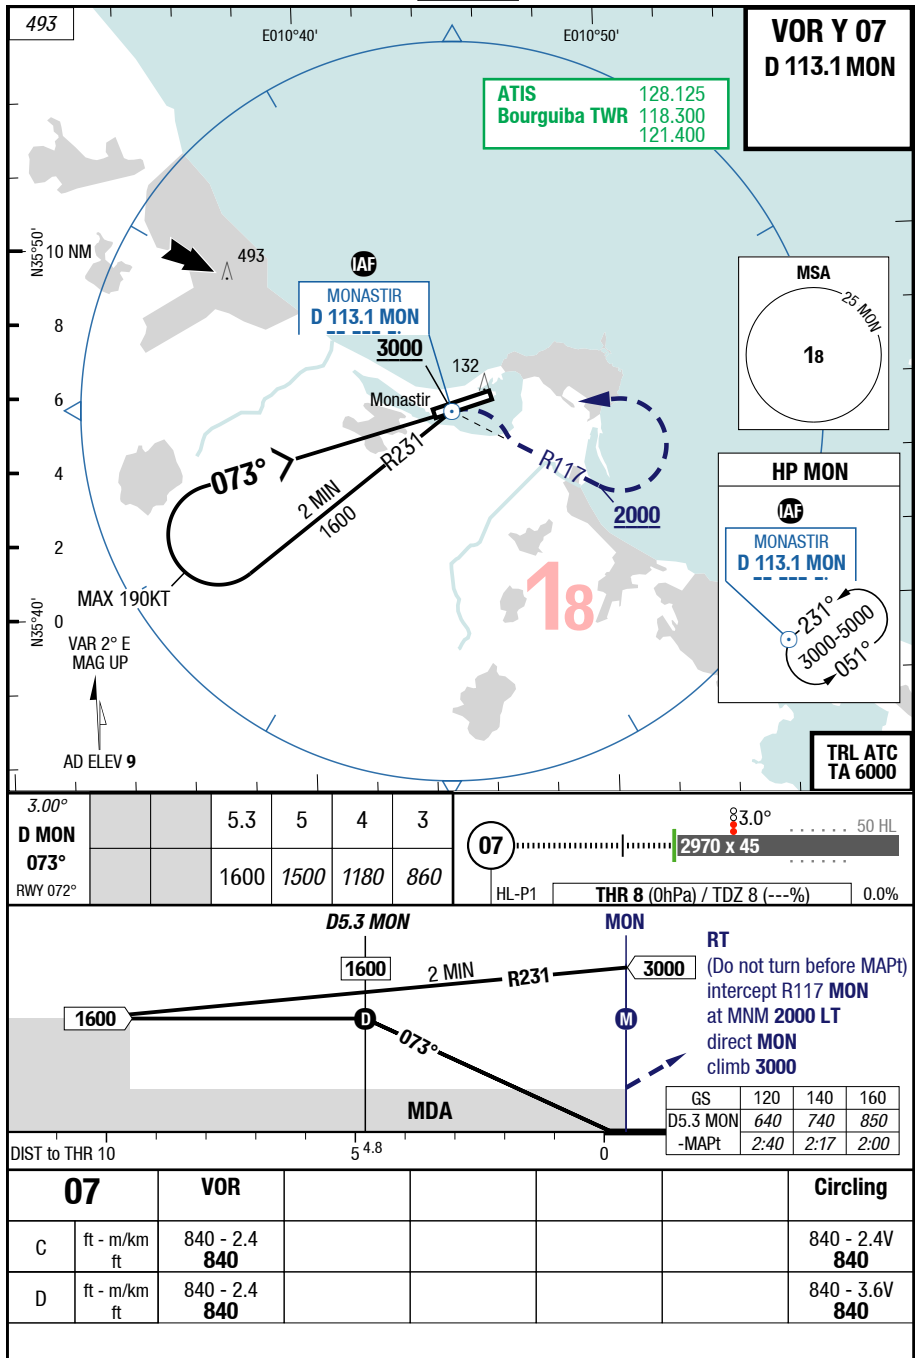 493
E010°40'
E010°50'
VOR Y 07
D 113.1 MON
ATIS 128.125
Bourguiba TWR 118.300
121.400
N35°50'
10 NM
8
6
4
2
0
N35°40'
493
IAF
MONASTIR
D 113.1 MON
3000
132
Monastir
073°
R231
2 MIN
1600
MAX 190KT
R117
2000
18
MSA
25 MON
18
HP MON
IAF
MONASTIR
D 113.1 MON
231°
3000-5000
051°
VAR 2° E
MAG UP
AD ELEV 9
TRL ATC
TA 6000
3.00°
D MON
073°
RWY 072°
5.3 5 4 3
1600 1500 1180 860
07
3.0°
50 HL
2970 x 45
HL-P1
THR 8 (0hPa) / TDZ 8 (---%)
0.0%
D5.3 MON
MON
1600
2 MIN
R231
3000
1600
D
073°
M
MDA
RT
(Do not turn before MAPt)
intercept R117 MON
at MNM 2000 LT
direct MON
climb 3000
GS 120 140 160
D5.3 MON 640 740 850
-MAPt 2:40 2:17 2:00
DIST to THR 10
5 4.8
0
07 VOR Circling
C ft - m/km 840 - 2.4 840 - 2.4V
ft 840 840
D ft - m/km 840 - 2.4 840 - 3.6V
ft 840 840